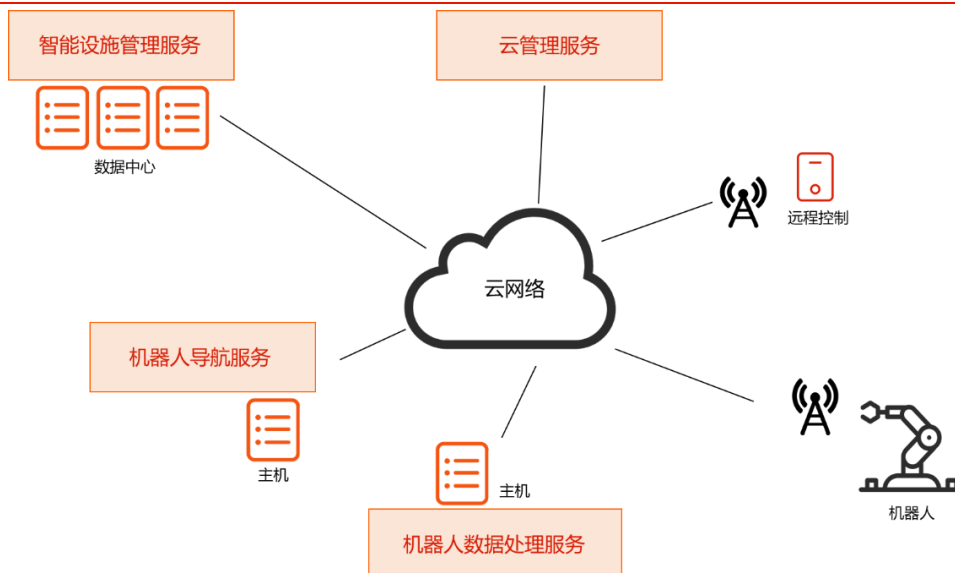 智能设施管理服务
云管理服务
数据中心
远程控制
云网络
机器人导航服务
主机
主机
机器人
机器人数据处理服务